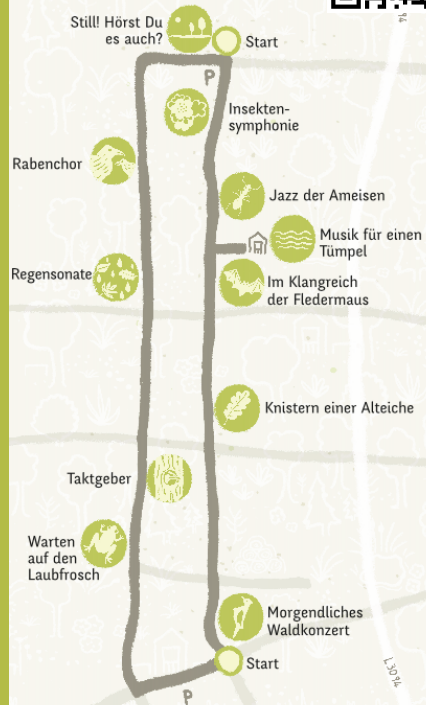 Still! Hörst Du
es auch?
Start
P
Insekten-
symphonie
Rabenchor
Jazz der Ameisen
Musik für einen
Tümpel
Regensonate
Im Klangreich
der Fledermaus
Knistern einer Alteiche
Taktgeber
Warten
auf den
Laubfrosch
Morgendliches
Waldkonzert
Start
L3094
P